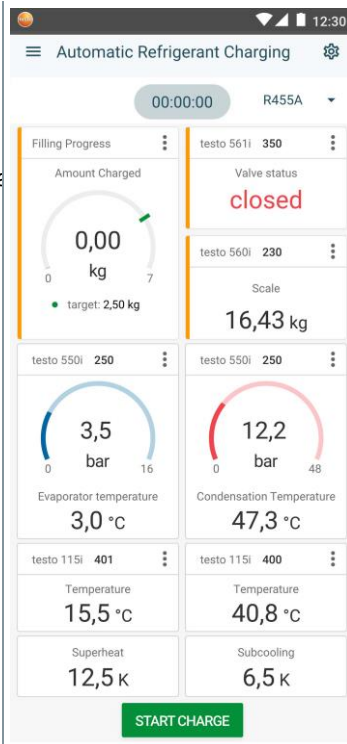 12:30
Automatic Refrigerant Charging
00:00:00 R455A
Filling Progress
Amount Charged
0,00
kg
0 7
target: 2,50 kg
testo 561i 350
Valve status
closed
testo 560i 230
Scale
16,43 kg
testo 550i 250
3,5
bar
0 16
Evaporator temperature
3,0 °C
testo 550i 250
12,2
bar
0 48
Condensation Temperature
47,3 °C
testo 115i 401
Temperature
15,5 °C
testo 115i 400
Temperature
40,8 °C
Superheat
12,5 K
Subcooling
6,5 K
START CHARGE